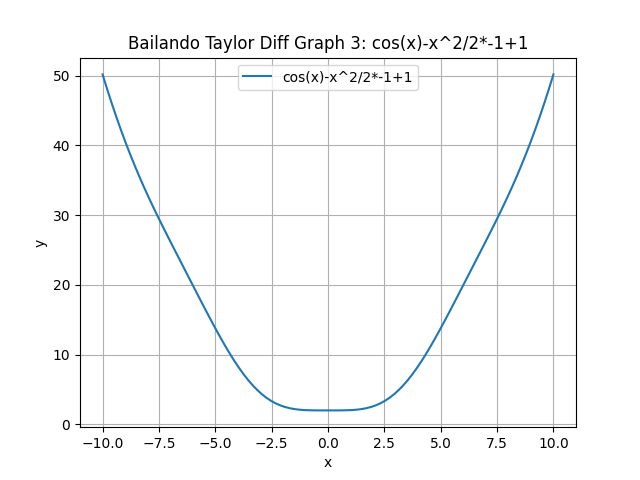 Bailando Taylor Diff Graph 3: cos(x)-x^2/2*-1+1
cos(x)-x^2/2*-1+1
50
40
30
20
10
0
y
−10.0 −7.5 −5.0 −2.5 0.0 2.5 5.0 7.5 10.0
x